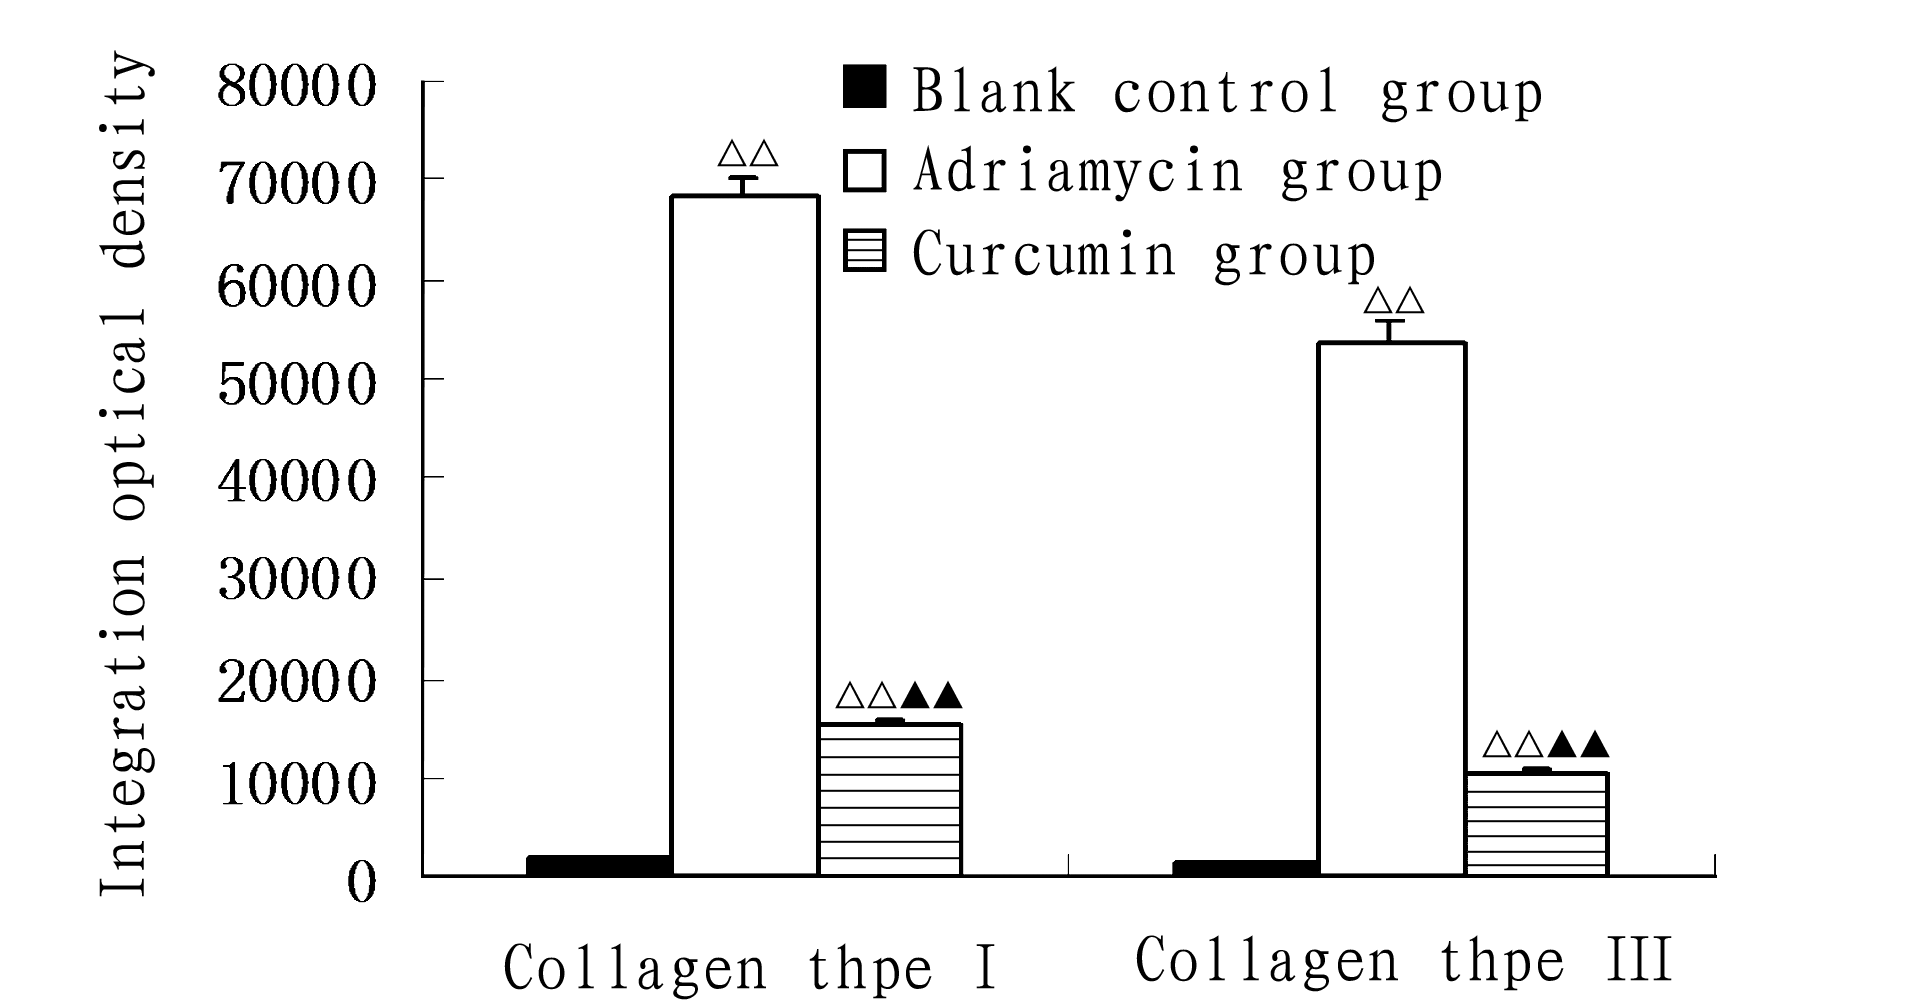 Integration optical density
80000
70000
60000
50000
40000
30000
20000
10000
0
Blank control group
Adriamycin group
Curcumin group
△△
△△▲▲
△△
△△▲▲
Collagen thpe I
Collagen thpe III